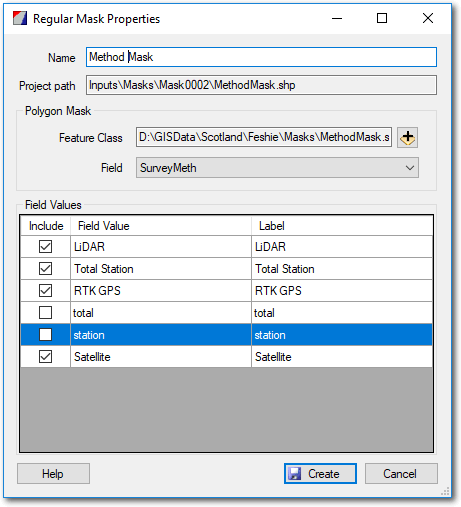 Regular Mask Properties
Name Method Mask
Project path Inputs\Masks\Mask0002\MethodMask.shp
Polygon Mask
Feature Class D:\GISData\Scotland\Feshie\Masks\MethodMask.s
Field SurveyMeth
Field Values
Include Field Value Label
LiDAR LiDAR
Total Station Total Station
RTK GPS RTK GPS
total total
station station
Satellite Satellite
Help Create Cancel